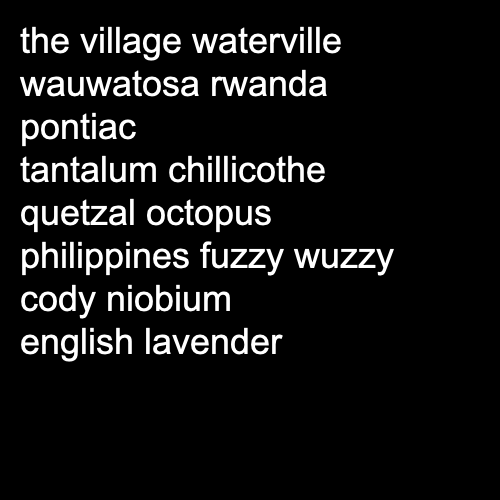 the village waterville
wauwatosa rwanda
pontiac
tantalum chillicothe
quetzal octopus
philippines fuzzy wuzzy
cody niobium
english lavender